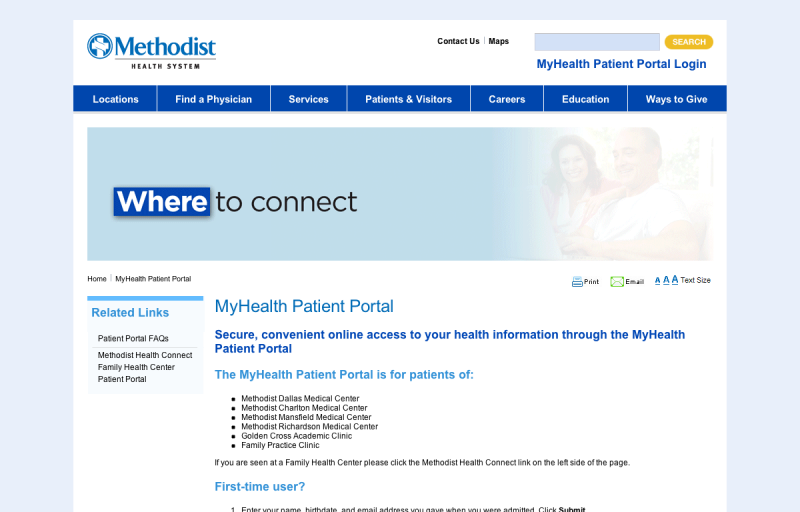 Methodist
HEALTH SYSTEM
Contact Us
Maps
SEARCH
MyHealth Patient Portal Login
Locations
Find a Physician
Services
Patients & Visitors
Careers
Education
Ways to Give
Where to connect
Home
MyHealth Patient Portal
Print
Email
A A A Text Size
Related Links
Patient Portal FAQs
Methodist Health Connect
Family Health Center
Patient Portal
MyHealth Patient Portal
Secure, convenient online access to your health information through the MyHealth
Patient Portal
The MyHealth Patient Portal is for patients of:
Methodist Dallas Medical Center
Methodist Charlton Medical Center
Methodist Mansfield Medical Center
Methodist Richardson Medical Center
Golden Cross Academic Clinic
Family Practice Clinic
If you are seen at a Family Health Center please click the Methodist Health Connect link on the left side of the page.
First-time user?
1. Enter your name, birthdate, and email address you gave when you were admitted. Click Submit.